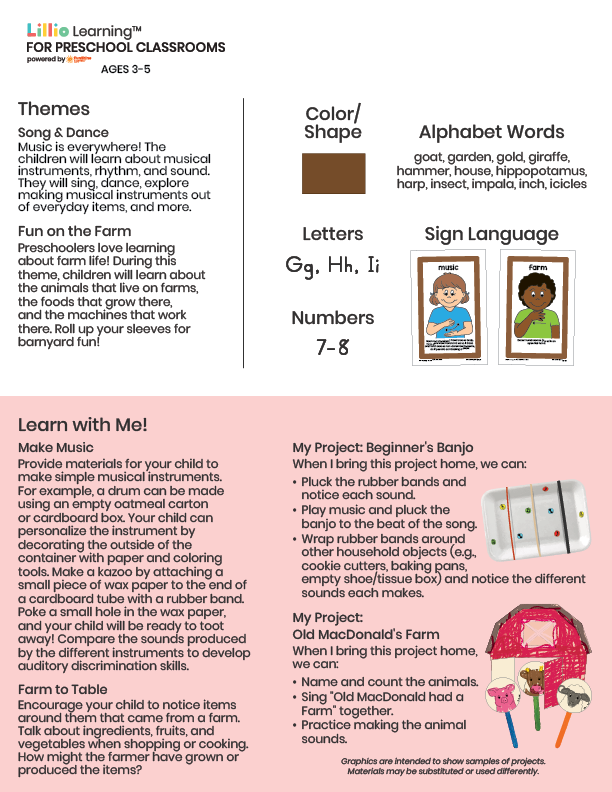 Lillio Learning™
FOR PRESCHOOL CLASSROOMS
powered by
AGES 3-5
Themes
Song & Dance
Music is everywhere! The
children will learn about musical
instruments, rhythm, and sound.
They will sing, dance, explore
making musical instruments out
of everyday items, and more.
Fun on the Farm
Preschoolers love learning
about farm life! During this
theme, children will learn about
the animals that live on farms,
the foods that grow there,
and the machines that work
there. Roll up your sleeves for
barnyard fun!
Color/
Shape
Alphabet Words
goat, garden, gold, giraffe,
hammer, house, hippopotamus,
harp, insect, impala, inch, icicles
Letters
Gg, Hh, Ii
Numbers
7-8
Sign Language
music
farm
Learn with Me!
Make Music
Provide materials for your child to
make simple musical instruments.
For example, a drum can be made
using an empty oatmeal carton
or cardboard box. Your child can
personalize the instrument by
decorating the outside of the
container with paper and coloring
tools. Make a kazoo by attaching a
small piece of wax paper to the end of
a cardboard tube with a rubber band.
Poke a small hole in the wax paper,
and your child will be ready to toot
away! Compare the sounds produced
by the different instruments to develop
auditory discrimination skills.
Farm to Table
Encourage your child to notice items
around them that came from a farm.
Talk about ingredients, fruits, and
vegetables when shopping or cooking.
How might the farmer have grown or
produced the items?
My Project: Beginner's Banjo
When I bring this project home, we can:
• Pluck the rubber bands and
notice each sound.
• Play music and pluck the
banjo to the beat of the song.
• Wrap rubber bands around
other household objects (e.g.,
cookie cutters, baking pans,
empty shoe/tissue box) and notice the different
sounds each makes.
My Project:
Old MacDonald's Farm
When I bring this project home,
we can:
• Name and count the animals.
• Sing "Old MacDonald had a
Farm" together.
• Practice making the animal
sounds.
Graphics are intended to show samples of projects.
Materials may be substituted or used differently.